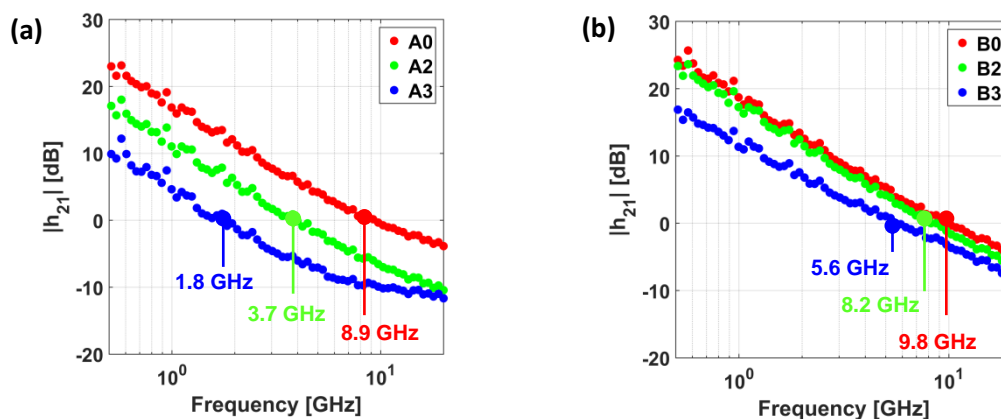 (a)
30
20
10
0
-10
-20
|h21| [dB]
A0
A2
A3
1.8 GHz
3.7 GHz
8.9 GHz
10^0
10^1
Frequency [GHz]
(b)
30
20
10
0
-10
-20
|h21| [dB]
B0
B2
B3
5.6 GHz
8.2 GHz
9.8 GHz
10^0
10^1
Frequency [GHz]